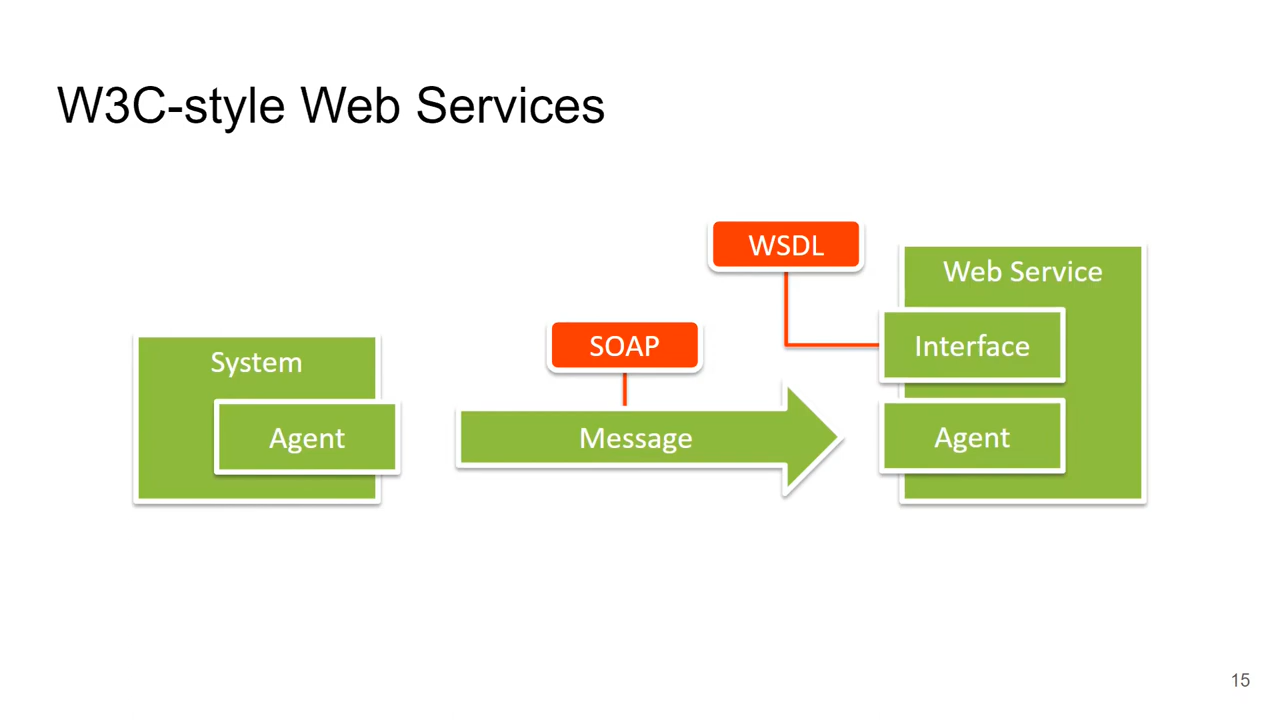 W3C-style Web Services
WSDL
Web Service
SOAP
Interface
System
Agent
Message
Agent
15